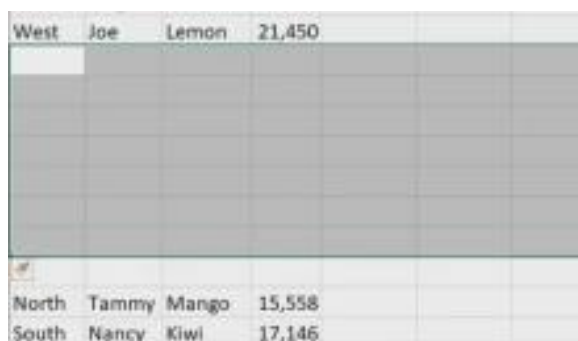 West Joe Lemon 21,450
North Tammy Mango 15,558
South Nancy Kiwi 17,146